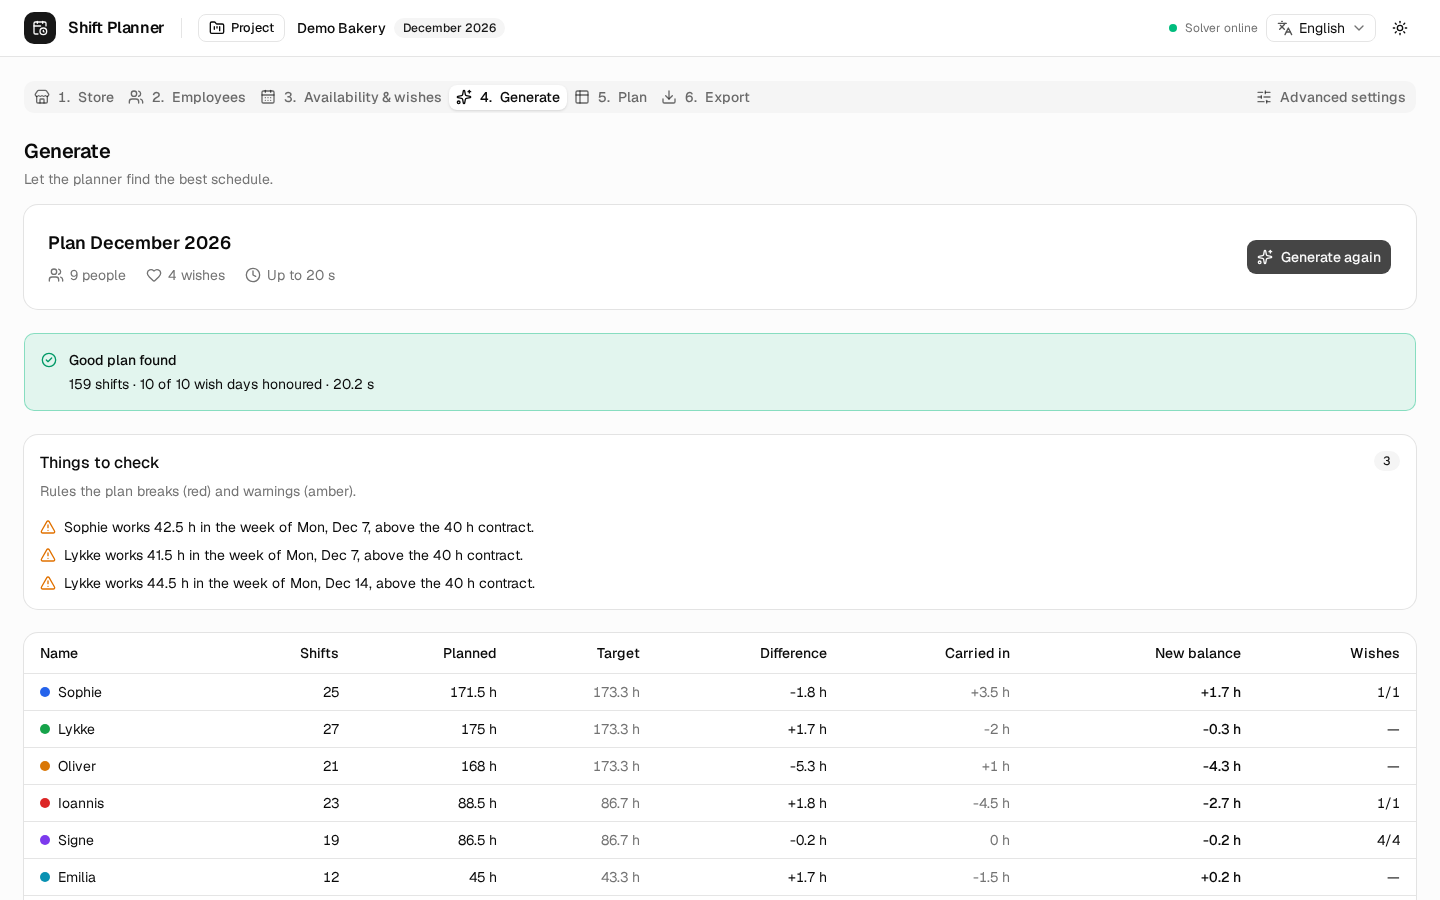 Shift Planner
Project
Demo Bakery
December 2026
Solver online
English
1. Store
2. Employees
3. Availability & wishes
4. Generate
5. Plan
6. Export
Advanced settings
Generate
Let the planner find the best schedule.
Plan December 2026
9 people
4 wishes
Up to 20 s
Generate again
Good plan found
159 shifts · 10 of 10 wish days honoured · 20.2 s
Things to check
3
Rules the plan breaks (red) and warnings (amber).
Sophie works 42.5 h in the week of Mon, Dec 7, above the 40 h contract.
Lykke works 41.5 h in the week of Mon, Dec 7, above the 40 h contract.
Lykke works 44.5 h in the week of Mon, Dec 14, above the 40 h contract.
Name Shifts Planned Target Difference Carried in New balance Wishes
Sophie 25 171.5 h 173.3 h -1.8 h +3.5 h +1.7 h 1/1
Lykke 27 175 h 173.3 h +1.7 h -2 h -0.3 h —
Oliver 21 168 h 173.3 h -5.3 h +1 h -4.3 h —
Ioannis 23 88.5 h 86.7 h +1.8 h -4.5 h -2.7 h 1/1
Signe 19 86.5 h 86.7 h -0.2 h 0 h -0.2 h 4/4
Emilia 12 45 h 43.3 h +1.7 h -1.5 h +0.2 h —